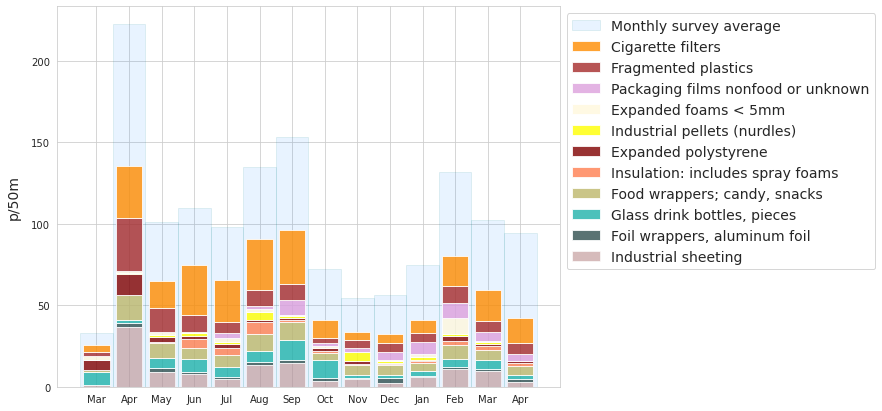 Monthly survey average
Cigarette filters
Fragmented plastics
Packaging films nonfood or unknown
Expanded foams < 5mm
Industrial pellets (nurdles)
Expanded polystyrene
Insulation: includes spray foams
Food wrappers; candy, snacks
Glass drink bottles, pieces
Foil wrappers, aluminum foil
Industrial sheeting
p/50m
200
150
100
50
0
Mar Apr May Jun Jul Aug Sep Oct Nov Dec Jan Feb Mar Apr